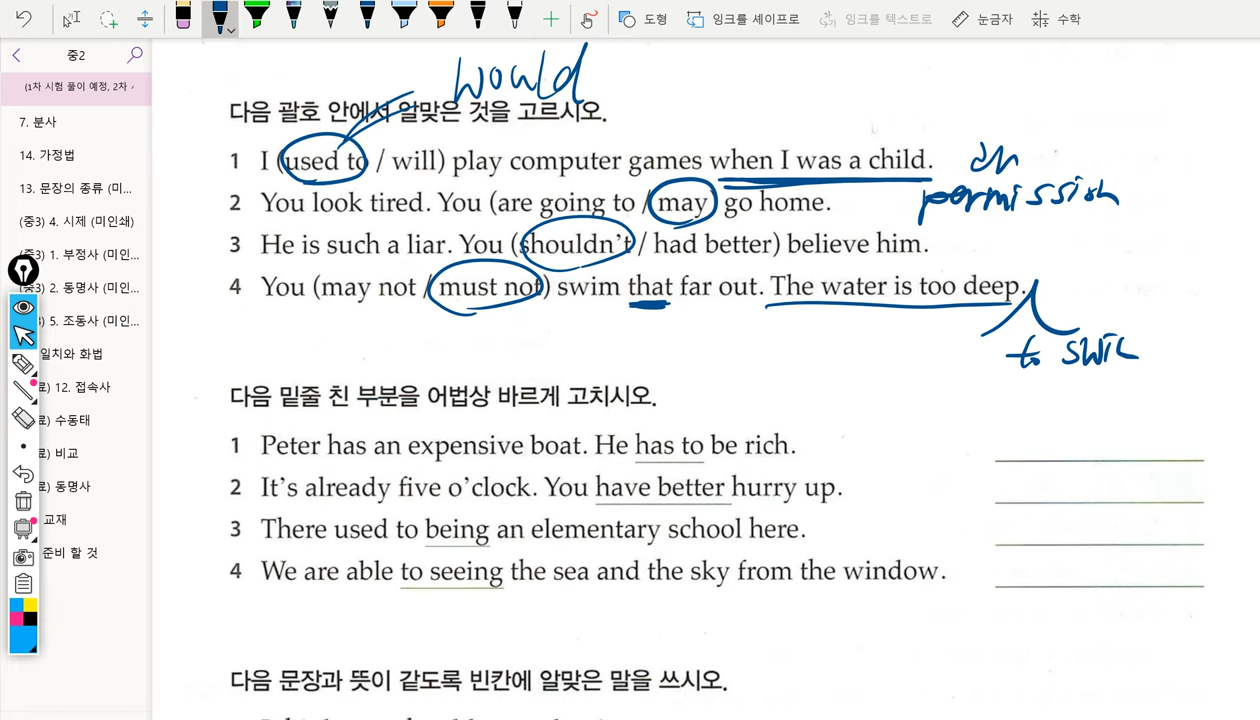 도형
잉크를 셰이프로
잉크를 텍스트로
눈금자
수학
중2
(1차 시험 풀이 예정, 2차
7. 분사
14. 가정법
13. 문장의 종류 (미...
(중3) 4. 시제 (미인쇄)
(중3) 1. 부정사 (미인...
3) 2. 동명사 (미인...
3) 5. 조동사 (미인...
일치와 화법
료) 12. 접속사
료) 수동태
료) 비교
료) 동명사
교재
준비 할 것
would
다음 괄호 안에서 알맞은 것을 고르시오.
1 I (used to / will) play computer games when I was a child.
2 You look tired. You (are going to / may) go home.
permission
3 He is such a liar. You (shouldn't / had better) believe him.
4 You (may not / must not) swim that far out. The water is too deep.
to swim
다음 밑줄 친 부분을 어법상 바르게 고치시오.
1 Peter has an expensive boat. He has to be rich.
2 It's already five o'clock. You have better hurry up.
3 There used to being an elementary school here.
4 We are able to seeing the sea and the sky from the window.
다음 문장과 뜻이 같도록 빈칸에 알맞은 말을 쓰시오.